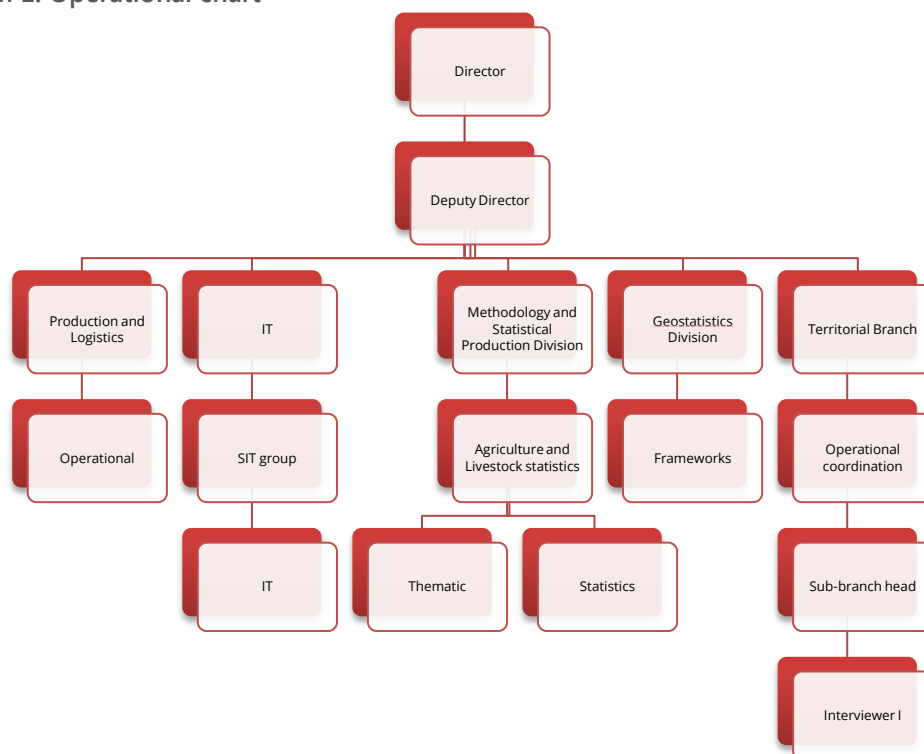 1: Operational chart
Director
Deputy Director
Production and
Logistics
IT
Methodology and
Statistical
Production Division
Geostatistics
Division
Territorial Branch
Operational
SIT group
Agriculture and
Livestock statistics
Frameworks
Operational
coordination
IT
Thematic
Statistics
Sub-branch head
Interviewer I